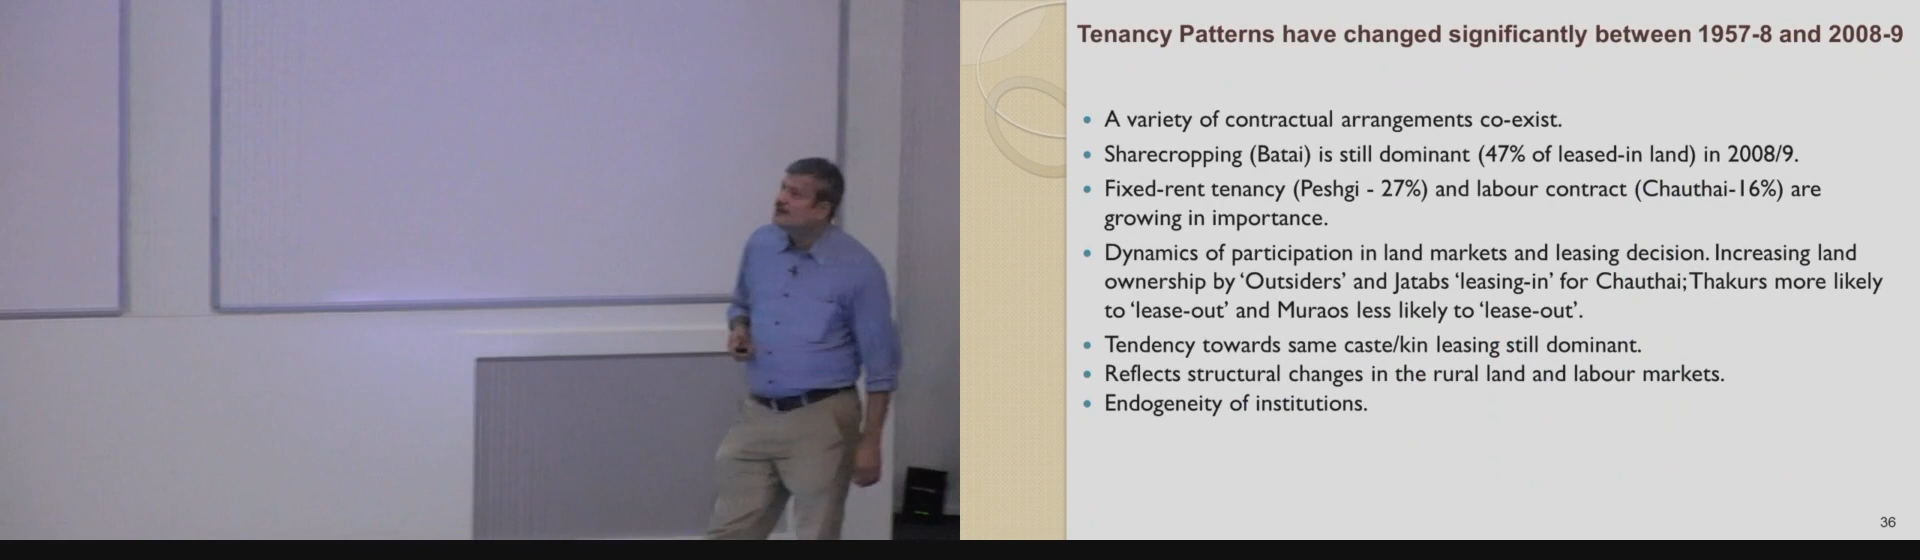 Tenancy Patterns have changed significantly between 1957-8 and 2008-9
• A variety of contractual arrangements co-exist.
• Sharecropping (Batai) is still dominant (47% of leased-in land) in 2008/9.
• Fixed-rent tenancy (Peshgi - 27%) and labour contract (Chauthai-16%) are
growing in importance.
• Dynamics of participation in land markets and leasing decision. Increasing land
ownership by ‘Outsiders’ and Jatabs ‘leasing-in’ for Chauthai; Thakurs more likely
to ‘lease-out’ and Muraos less likely to ‘lease-out’.
• Tendency towards same caste/kin leasing still dominant.
• Reflects structural changes in the rural land and labour markets.
• Endogeneity of institutions.
36